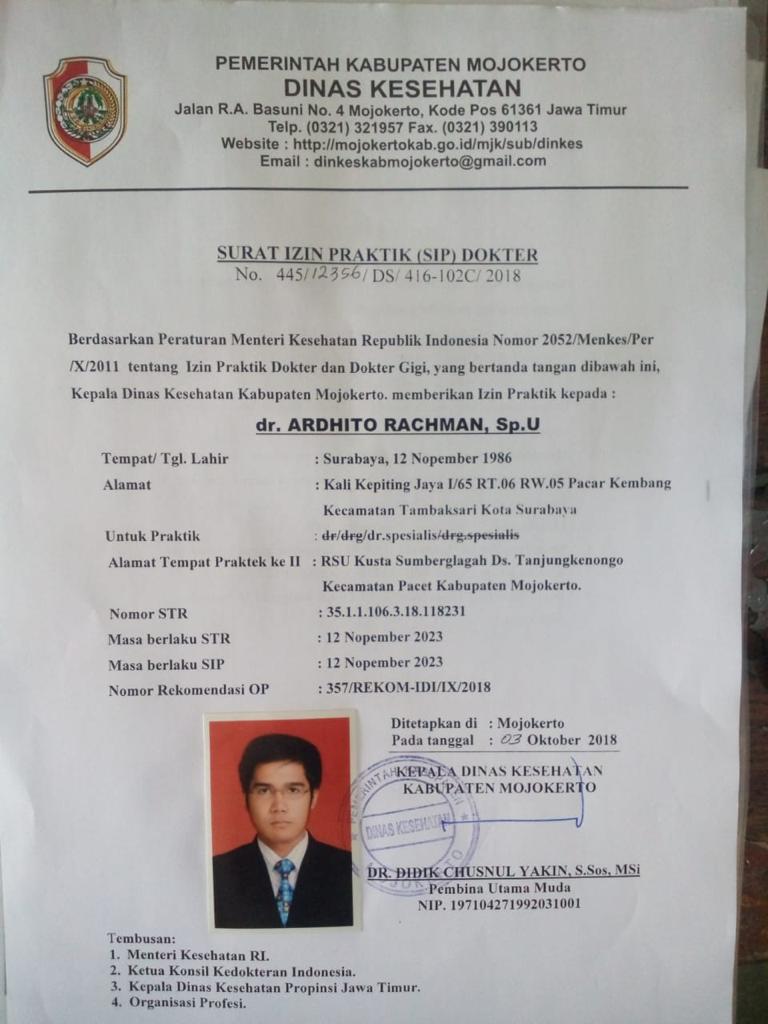 PEMERINTAH KABUPATEN MOJOKERTO
DINAS KESEHATAN
Jalan R.A. Basuni No. 4 Mojokerto, Kode Pos 61361 Jawa Timur
Telp. (0321) 321957 Fax. (0321) 390113
Website : http://mojokertokab.go.id/mjk/sub/dinkes
Email : dinkeskabmojokerto@gmail.com
SURAT IZIN PRAKTIK (SIP) DOKTER
No. 445/12356/ DS/ 416-102C/ 2018
Berdasarkan Peraturan Menteri Kesehatan Republik Indonesia Nomor 2052/Menkes/Per
/X/2011 tentang Izin Praktik Dokter dan Dokter Gigi, yang bertanda tangan dibawah ini,
Kepala Dinas Kesehatan Kabupaten Mojokerto. memberikan Izin Praktik kepada :
dr. ARDHITO RACHMAN, Sp.U
Tempat/ Tgl. Lahir : Surabaya, 12 Nopember 1986
Alamat : Kali Kepiting Jaya I/65 RT.06 RW.05 Pacar Kembang
Kecamatan Tambaksari Kota Surabaya
Untuk Praktik : dr/drg/dr.spesialis/drg.spesialis
Alamat Tempat Praktek ke II : RSU Kusta Sumberglagah Ds. Tanjungkenongo
Kecamatan Pacet Kabupaten Mojokerto.
Nomor STR : 35.1.1.106.3.18.118231
Masa berlaku STR : 12 Nopember 2023
Masa berlaku SIP : 12 Nopember 2023
Nomor Rekomendasi OP : 357/REKOM-IDI/IX/2018
Ditetapkan di : Mojokerto
Pada tanggal : 03 Oktober 2018
KEPALA DINAS KESEHATAN
KABUPATEN MOJOKERTO
DINAS KESEHATAN
DR. DIDIK CHUSNUL YAKIN, S.Sos, MSi
Pembina Utama Muda
NIP. 197104271992031001
Tembusan:
1. Menteri Kesehatan RI.
2. Ketua Konsil Kedokteran Indonesia.
3. Kepala Dinas Kesehatan Propinsi Jawa Timur.
4. Organisasi Profesi.